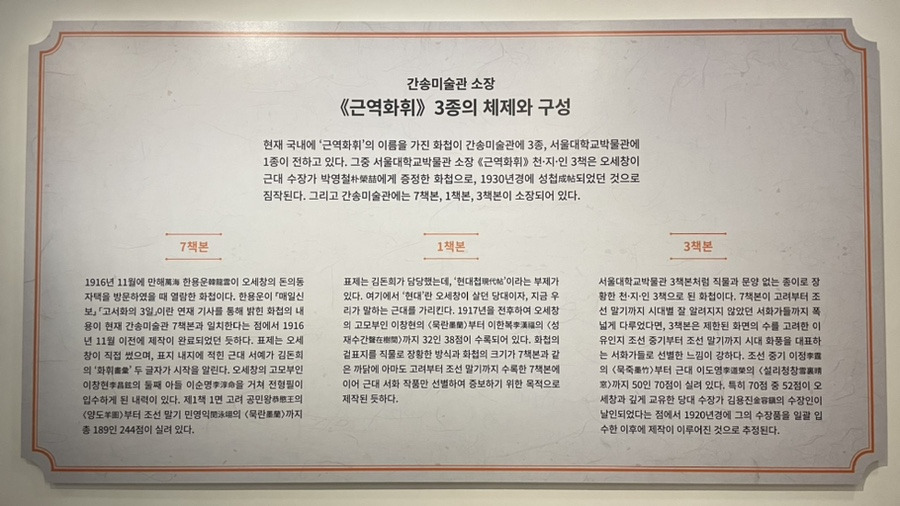 간송미술관 소장
《근역화휘》 3종의 체제와 구성
현재 국내에 ‘근역화휘’의 이름을 가진 화첩이 간송미술관에 3종, 서울대학교박물관에
1종이 전하고 있다. 그중 서울대학교박물관 소장 《근역화휘》 천·지·인 3책은 오세창이
근대 수장가 박영철朴榮喆에게 증정한 화첩으로, 1930년경에 성첩成帖되었던 것으로
짐작된다. 그리고 간송미술관에는 7책본, 1책본, 3책본이 소장되어 있다.
7책본
1916년 11월에 만해萬海 한용운韓龍雲이 오세창의 돈의동
자택을 방문하였을 때 열람한 화첩이다. 한용운이 「매일신
보」 「고서화의 3일」이란 연재 기사를 통해 밝힌 화첩의 내
용이 현재 간송미술관 7책본과 일치한다는 점에서 1916
년 11월 이전에 제작이 완료되었던 듯하다. 표제는 오세
창이 직접 썼으며, 표지 내지에 적힌 근대 서예가 김돈희
의 ‘화휘畵彙’ 두 글자가 시작을 알린다. 오세창의 고모부인
이창현李昌鉉의 둘째 아들 이순명李淳命을 거쳐 전형필이
입수하게 된 내력이 있다. 제1책 1면 고려 공민왕恭愍王의
〈양도羊圖〉부터 조선 말기 민영익閔泳翊의 〈묵란墨蘭〉까지
총 189인 244점이 실려 있다.
1책본
표제는 김돈희가 담당했는데, ‘현대첩現代帖’이라는 부제가
있다. 여기에서 ‘현대’란 오세창이 살던 당대이자, 지금 우
리가 말하는 근대를 가리킨다. 1917년을 전후하여 오세창
의 고모부인 이창현의 〈묵란墨蘭〉부터 이한복李漢福의 〈성
재수간聲在樹間〉까지 32인 38점이 수록되어 있다. 화첩의
겉표지를 직물로 장황한 방식과 화첩의 크기가 7책본과 같
은 까닭에 아마도 고려부터 조선 말기까지 수록한 7책본에
이어 근대 서화 작품만 선별하여 증보하기 위한 목적으로
제작된 듯하다.
3책본
서울대학교박물관 3책본처럼 직물과 문양 없는 종이로 장
황한 천·지·인 3책으로 된 화첩이다. 7책본이 고려부터 조
선 말기까지 시대별 잘 알려지지 않았던 서화가들까지 폭
넓게 다루었다면, 3책본은 제한된 화면의 수를 고려한 이
유인지 조선 중기부터 조선 말기까지 시대 화풍을 대표하
는 서화가들로 선별한 느낌이 강하다. 조선 중기 이정李霆
의 〈묵죽墨竹〉부터 근대 이도영李道榮의 〈설리청창雪裏晴
窓〉까지 50인 70점이 실려 있다. 특히 70점 중 52점이 오
세창과 깊게 교유한 당대 수장가 김용진金容鎭의 수장인이
날인되었다는 점에서 1920년경에 그의 수장품을 일괄 입
수한 이후에 제작이 이루어진 것으로 추정된다.